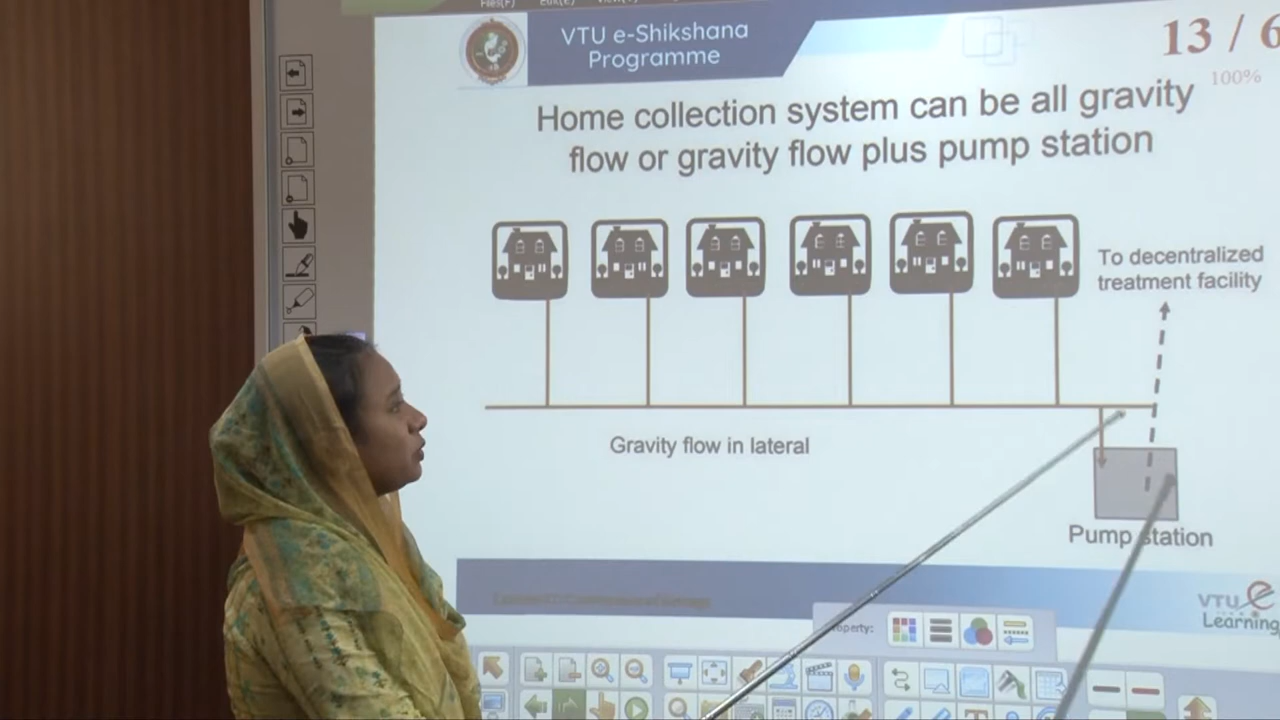 Files(F)
VTU e-Shikshana
Programme
13 / 6
100%
Home collection system can be all gravity
flow or gravity flow plus pump station
To decentralized
treatment facility
Gravity flow in lateral
Pump station
VTU e
Learning